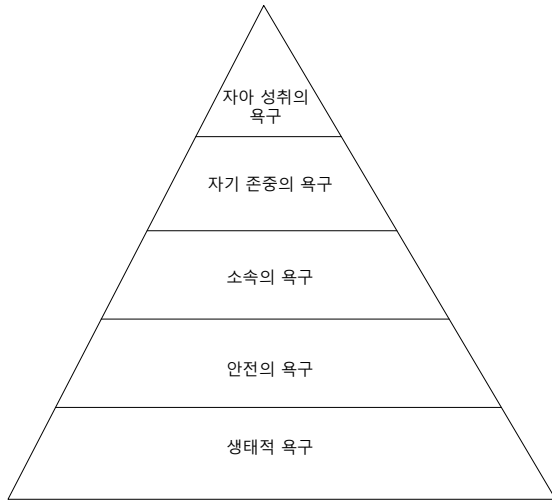 자아 성취의
욕구
자기 존중의 욕구
소속의 욕구
안전의 욕구
생태적 욕구